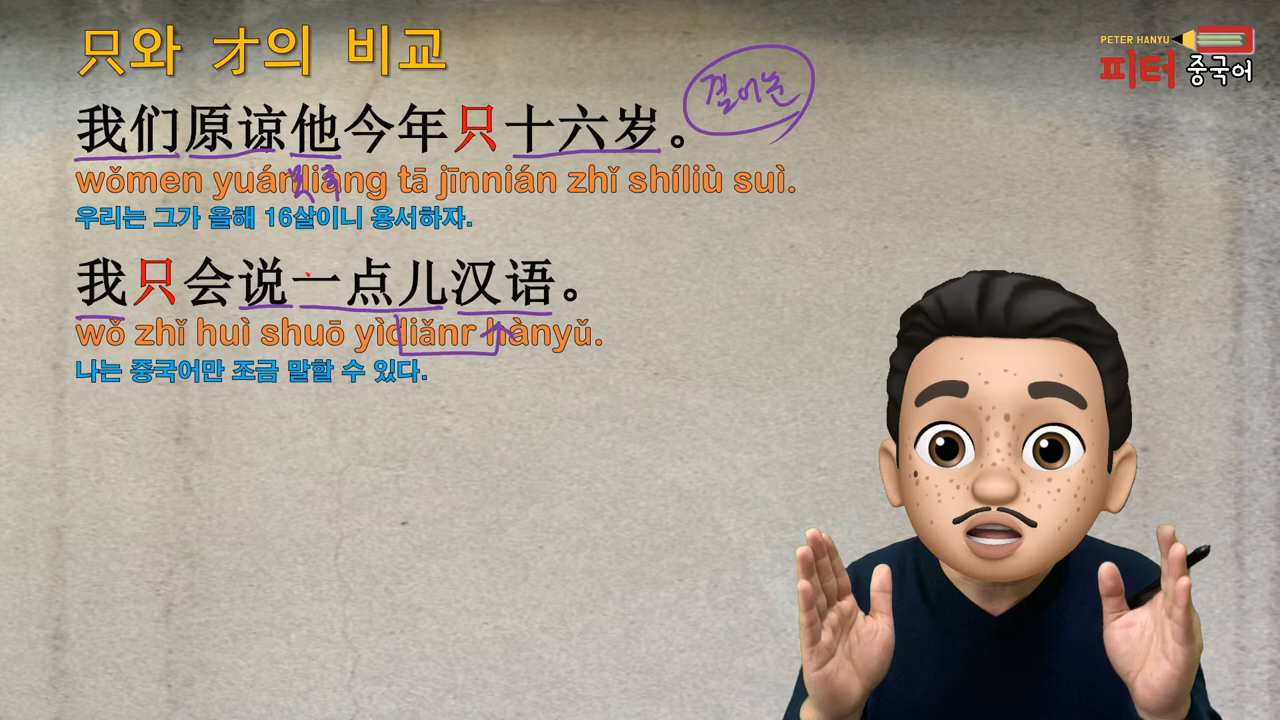 只와 才의 비교
PETER HANYU
피터 중국어
我们原谅他今年只十六岁。
wǒmen yuánliàng tā jīnnián zhǐ shíliù suì.
우리는 그가 올해 16살이니 용서하자.
我只会说一点儿汉语。
wǒ zhǐ huì shuō yìdiǎnr hànyǔ.
나는 중국어만 조금 말할 수 있다.